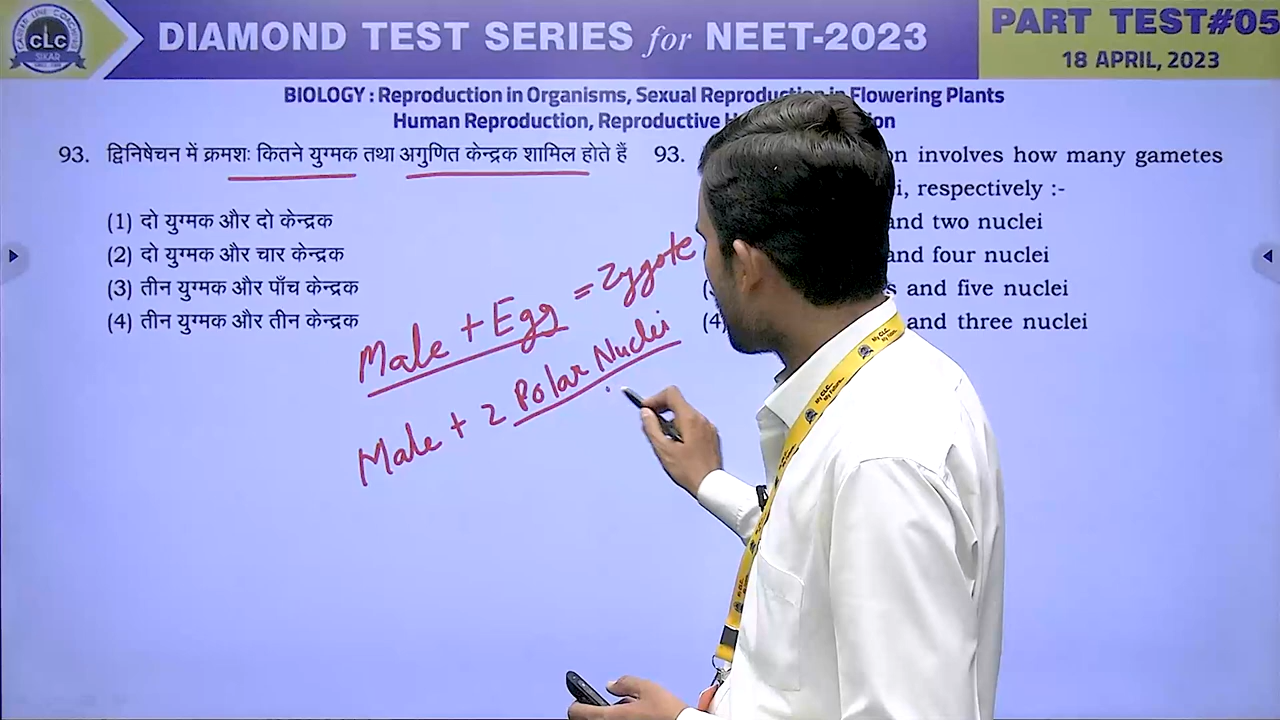 CLC
SIKAR
DIAMOND TEST SERIES for NEET-2023
PART TEST#05
18 APRIL, 2023
BIOLOGY : Reproduction in Organisms, Sexual Reproduction in Flowering Plants
Human Reproduction, Reproductive
93. द्विनिषेचन में क्रमशः कितने युग्मक तथा अगुणित केन्द्रक शामिल होते हैं
(1) दो युग्मक और दो केन्द्रक
(2) दो युग्मक और चार केन्द्रक
(3) तीन युग्मक और पाँच केन्द्रक
(4) तीन युग्मक और तीन केन्द्रक
93. on involves how many gametes
i, respectively :-
and two nuclei
and four nuclei
s and five nuclei
(4) and three nuclei
Male + Egg = Zygote
Male + 2 Polar Nuclei